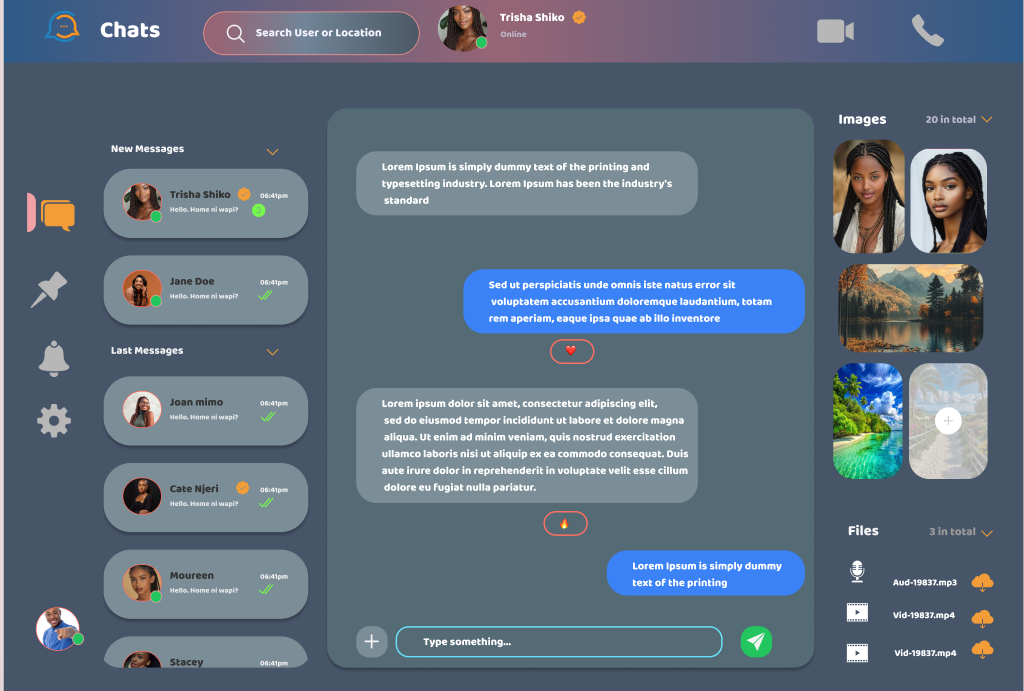 Chats
Search User or Location
Trisha Shiko
Online
New Messages
Trisha Shiko
06:41pm
Hello. Home ni wapi?
Jane Doe
06:41pm
Hello. Home ni wapi?
Last Messages
Joan mimo
06:41pm
Hello. Home ni wapi?
Cate Njeri
06:41pm
Hello. Home ni wapi?
Moureen
06:41pm
Hello. Home ni wapi?
Stacey
06:41pm
Lorem Ipsum is simply dummy text of the printing and
typesetting industry. Lorem Ipsum has been the industry's
standard
Sed ut perspiciatis unde omnis iste natus error sit
voluptatem accusantium doloremque laudantium, totam
rem aperiam, eaque ipsa quae ab illo inventore
Lorem ipsum dolor sit amet, consectetur adipiscing elit,
sed do eiusmod tempor incididunt ut labore et dolore magna
aliqua. Ut enim ad minim veniam, quis nostrud exercitation
ullamco laboris nisi ut aliquip ex ea commodo consequat. Duis
aute irure dolor in reprehenderit in voluptate velit esse cillum
dolore eu fugiat nulla pariatur.
Lorem Ipsum is simply dummy
text of the printing
Type something...
Images
20 in total
Files
3 in total
Aud-19837.mp3
Vid-19837.mp4
Vid-19837.mp4